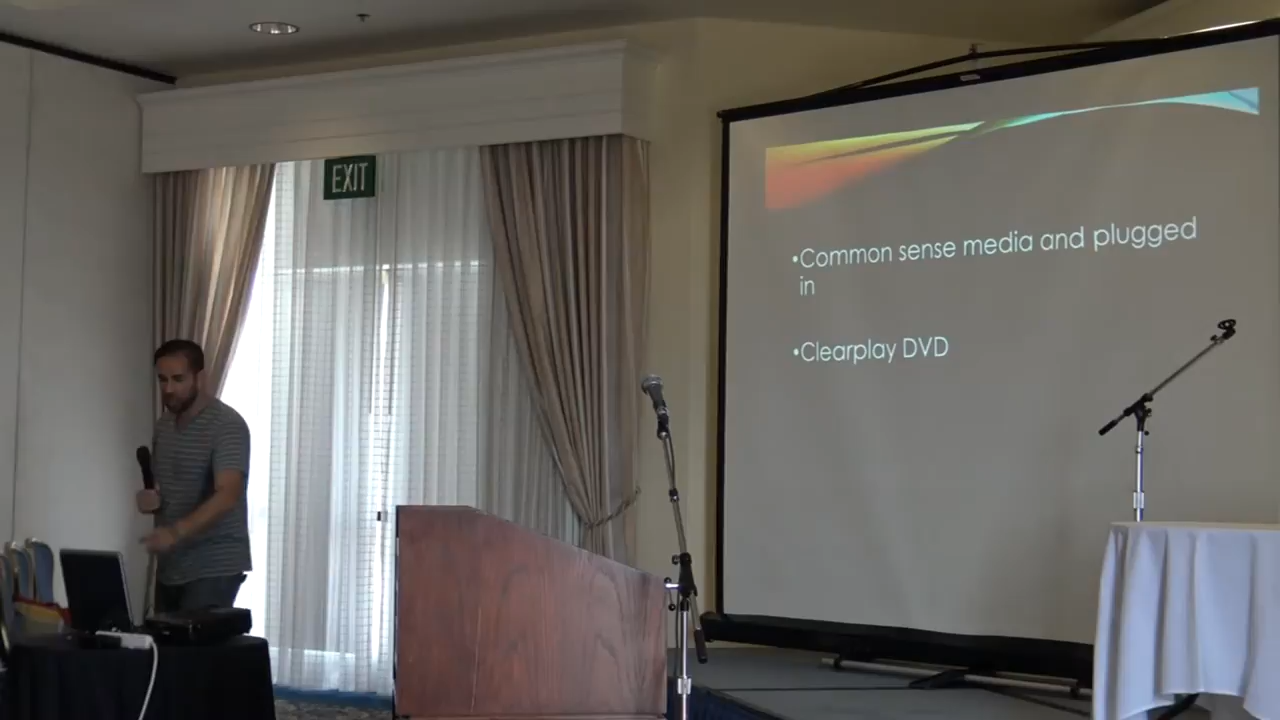 EXIT
•Common sense media and plugged
in
•Clearplay DVD